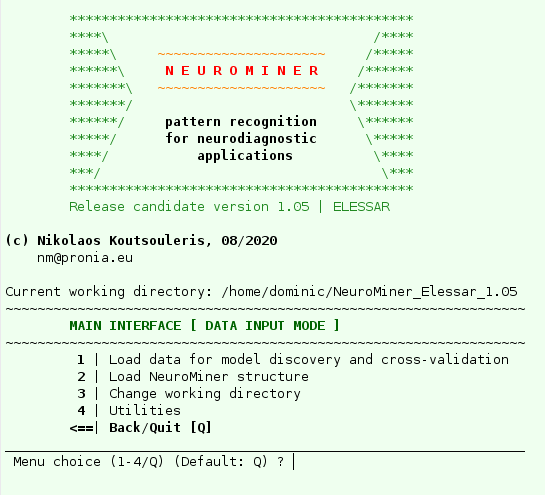 *******************************************
****\                                 /****
*****\     ~~~~~~~~~~~~~~~~~~~~~     /*****
******\     N E U R O M I N E R     /******
*******\   ~~~~~~~~~~~~~~~~~~~~~   /*******
*******/                           \*******
******/     pattern recognition     \******
*****/      for neurodiagnostic      \*****
****/           applications          \****
***/                                   \***
*******************************************
Release candidate version 1.05 | ELESSAR
(c) Nikolaos Koutsouleris, 08/2020
nm@pronia.eu
Current working directory: /home/dominic/NeuroMiner_Elessar_1.05
~~~~~~~~~~~~~~~~~~~~~~~~~~~~~~~~~~~~~~~~~~~~~~~~~~~~~~~~~~~~~~~~~
MAIN INTERFACE [ DATA INPUT MODE ]
~~~~~~~~~~~~~~~~~~~~~~~~~~~~~~~~~~~~~~~~~~~~~~~~~~~~~~~~~~~~~~~~~
1 | Load data for model discovery and cross-validation
2 | Load NeuroMiner structure
3 | Change working directory
4 | Utilities
<==| Back/Quit [Q]
Menu choice (1-4/Q) (Default: Q) ?